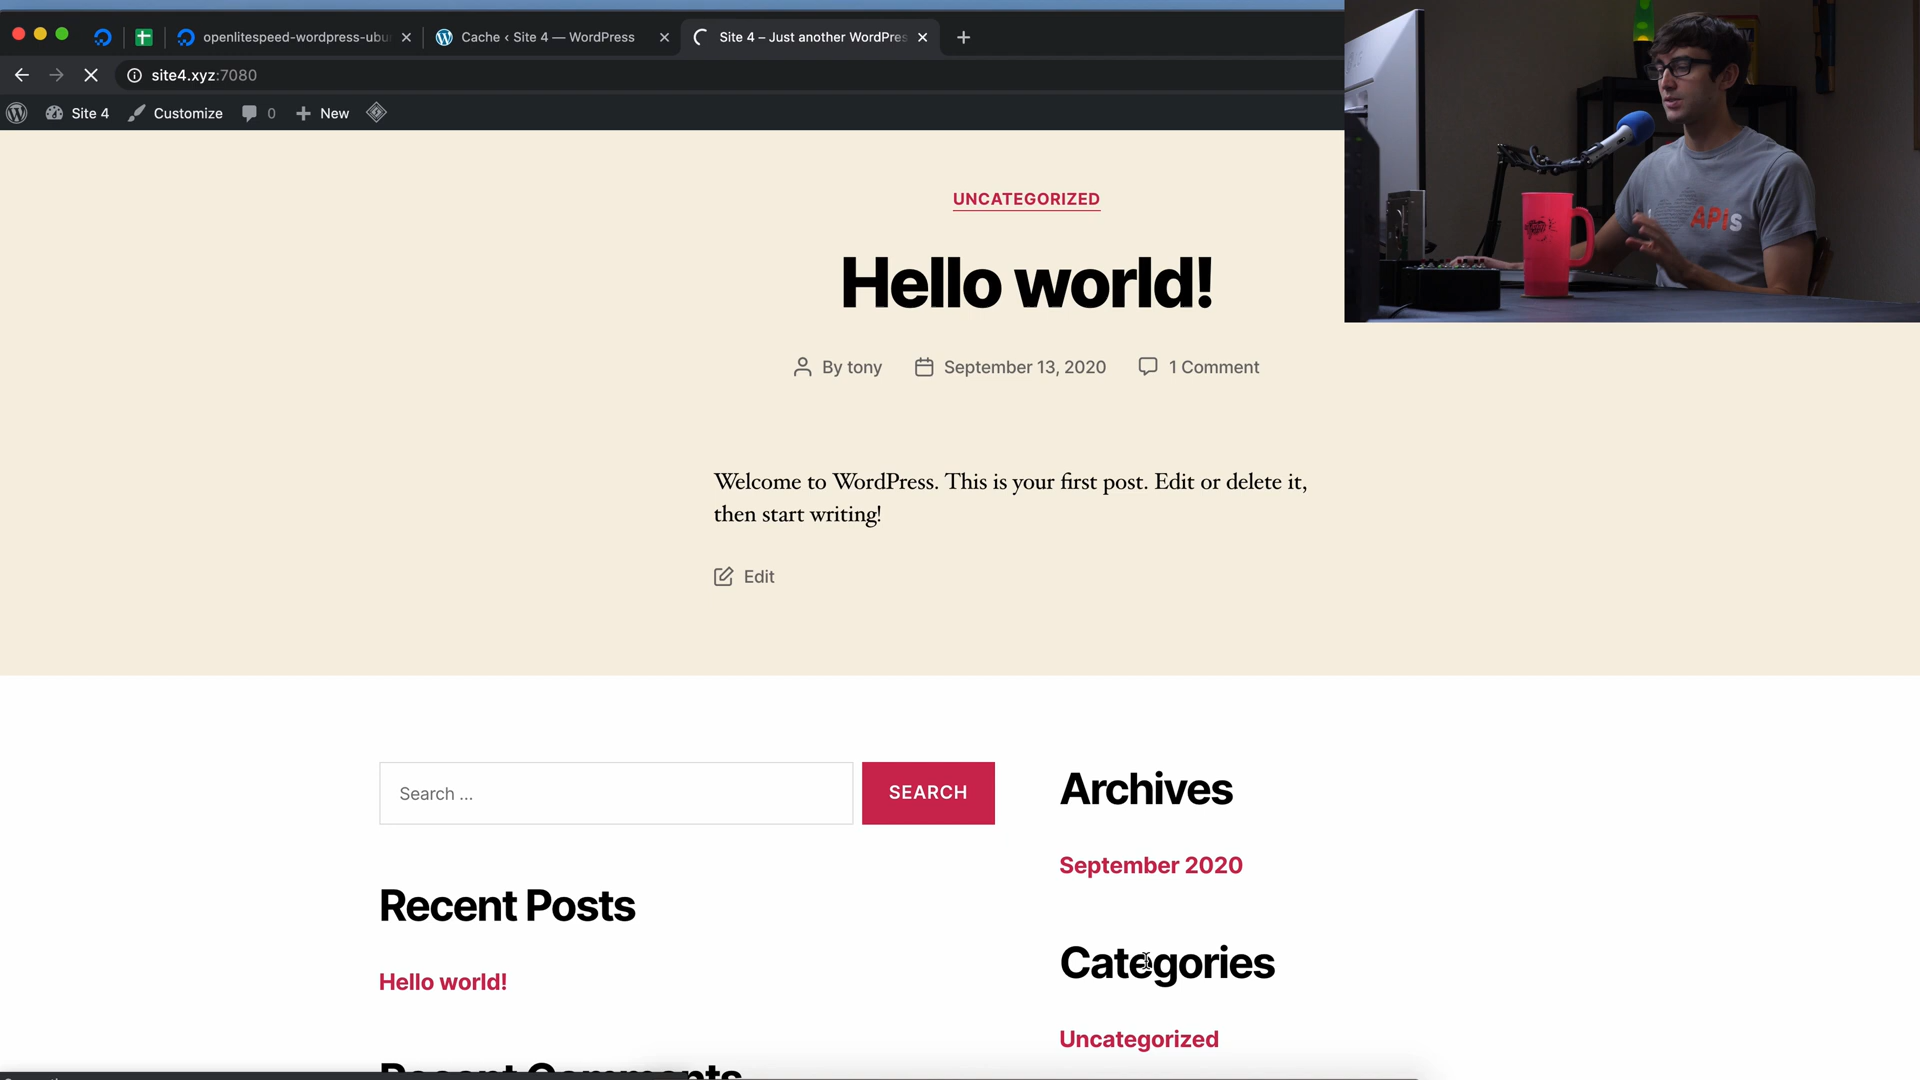 openlitespeed-wordpress-ubu
Cache ‹ Site 4 — WordPress
Site 4 – Just another WordPres
site4.xyz:7080
Site 4
Customize
0
New
UNCATEGORIZED
Hello world!
By tony
September 13, 2020
1 Comment
Welcome to WordPress. This is your first post. Edit or delete it,
then start writing!
Edit
Search ...
SEARCH
Archives
September 2020
Recent Posts
Categories
Hello world!
Uncategorized
Recent Comments
APIs